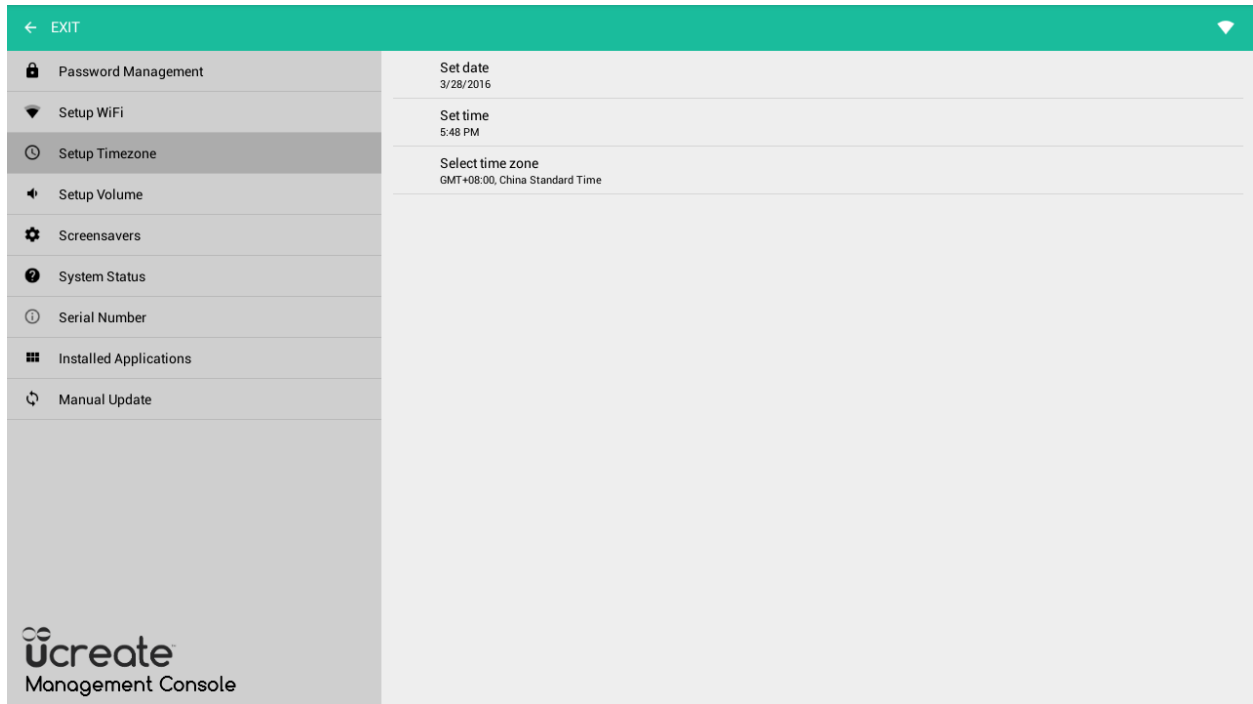 EXIT
Password Management
Setup WiFi
Setup Timezone
Setup Volume
Screensavers
System Status
Serial Number
Installed Applications
Manual Update
ücreate
Management Console
Set date
3/28/2016
Set time
5:48 PM
Select time zone
GMT+08:00, China Standard Time